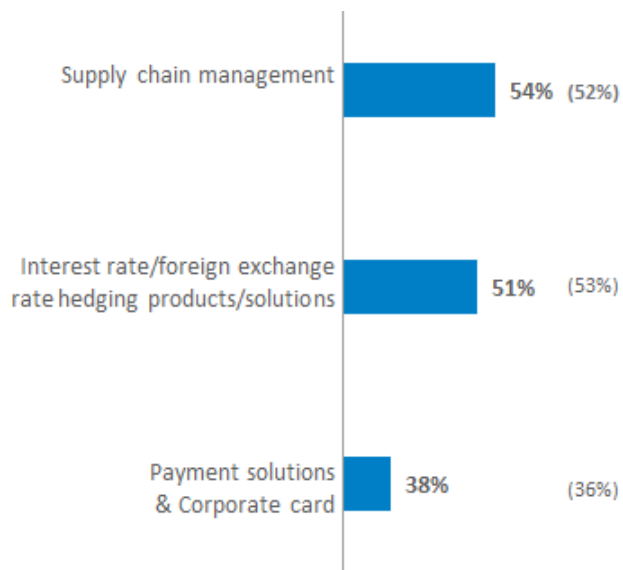 Supply chain management
54% (52%)
Interest rate/foreign exchange
rate hedging products/solutions
51% (53%)
Payment solutions
& Corporate card
38% (36%)